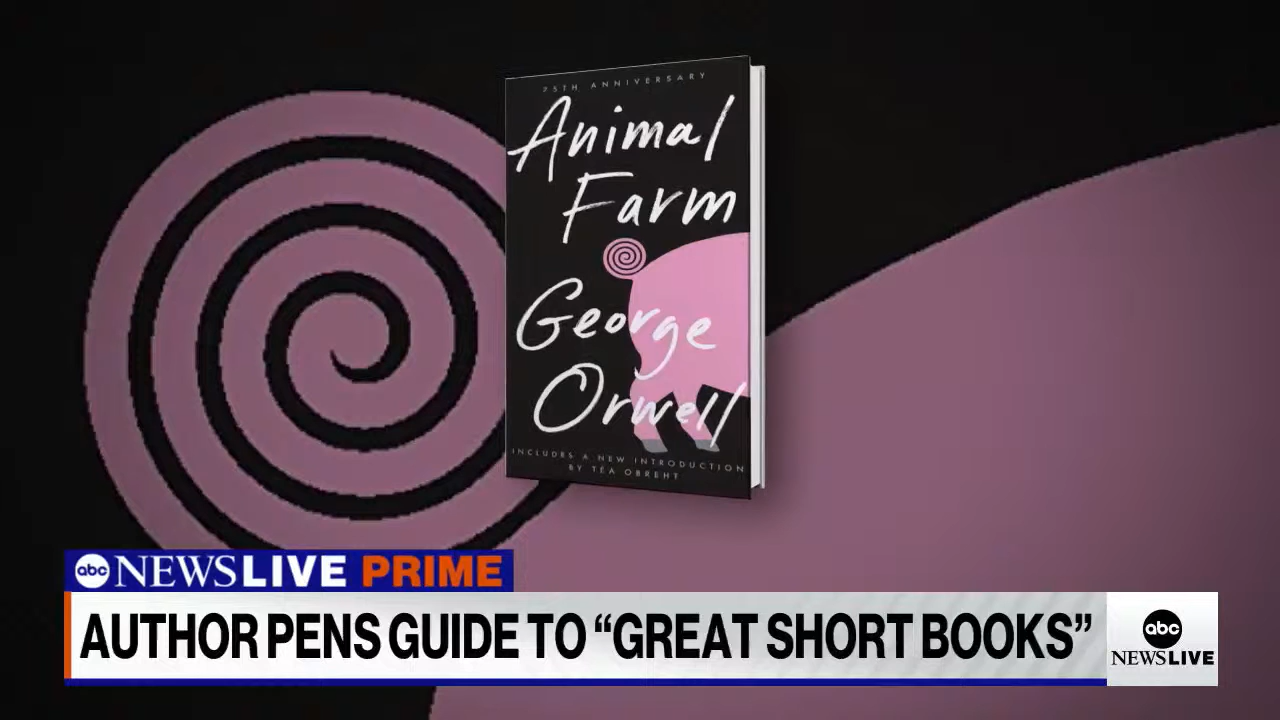 75TH ANNIVERSARY
Animal
Farm
George
Orwell
INCLUDES A NEW INTRODUCTION
BY TÉA OBREHT
abc NEWS LIVE PRIME
AUTHOR PENS GUIDE TO “GREAT SHORT BOOKS”
abc
NEWS LIVE